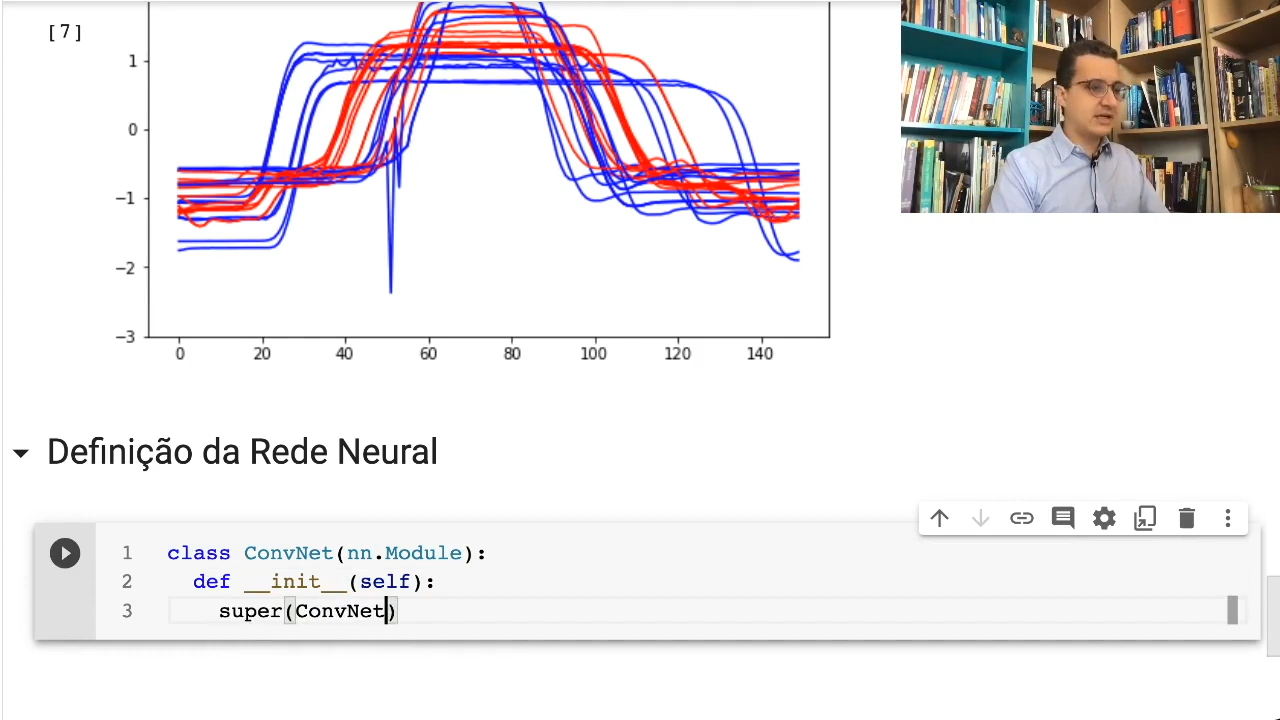 [7]
1
0
−1
−2
−3
0 20 40 60 80 100 120 140
Definição da Rede Neural
1 class ConvNet(nn.Module):
2 def __init__(self):
3 super(ConvNet)